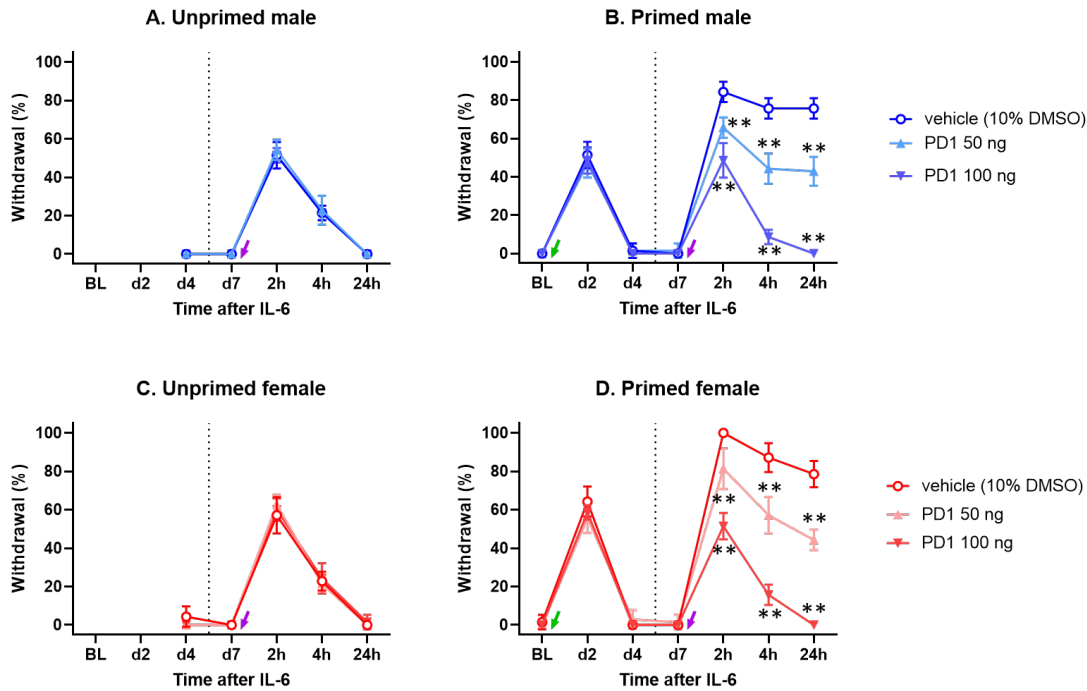 A. Unprimed male
B. Primed male
Withdrawal (%)
100
80
60
40
20
0
BL d2 d4 d7 2h 4h 24h
Time after IL-6
Withdrawal (%)
100
80
60
40
20
0
**
**
**
**
**
**
BL d2 d4 d7 2h 4h 24h
Time after IL-6
vehicle (10% DMSO)
PD1 50 ng
PD1 100 ng
C. Unprimed female
D. Primed female
Withdrawal (%)
100
80
60
40
20
0
BL d2 d4 d7 2h 4h 24h
Time after IL-6
Withdrawal (%)
100
80
60
40
20
0
**
**
**
**
**
**
BL d2 d4 d7 2h 4h 24h
Time after IL-6
vehicle (10% DMSO)
PD1 50 ng
PD1 100 ng